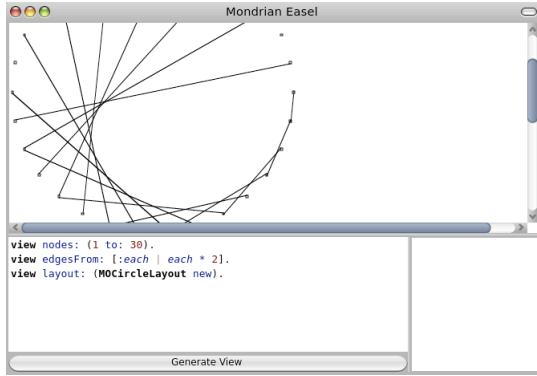 Mondrian Easel
view nodes: (1 to: 30).
view edgesFrom: [:each | each * 2].
view layout: (MOCircleLayout new).
Generate View